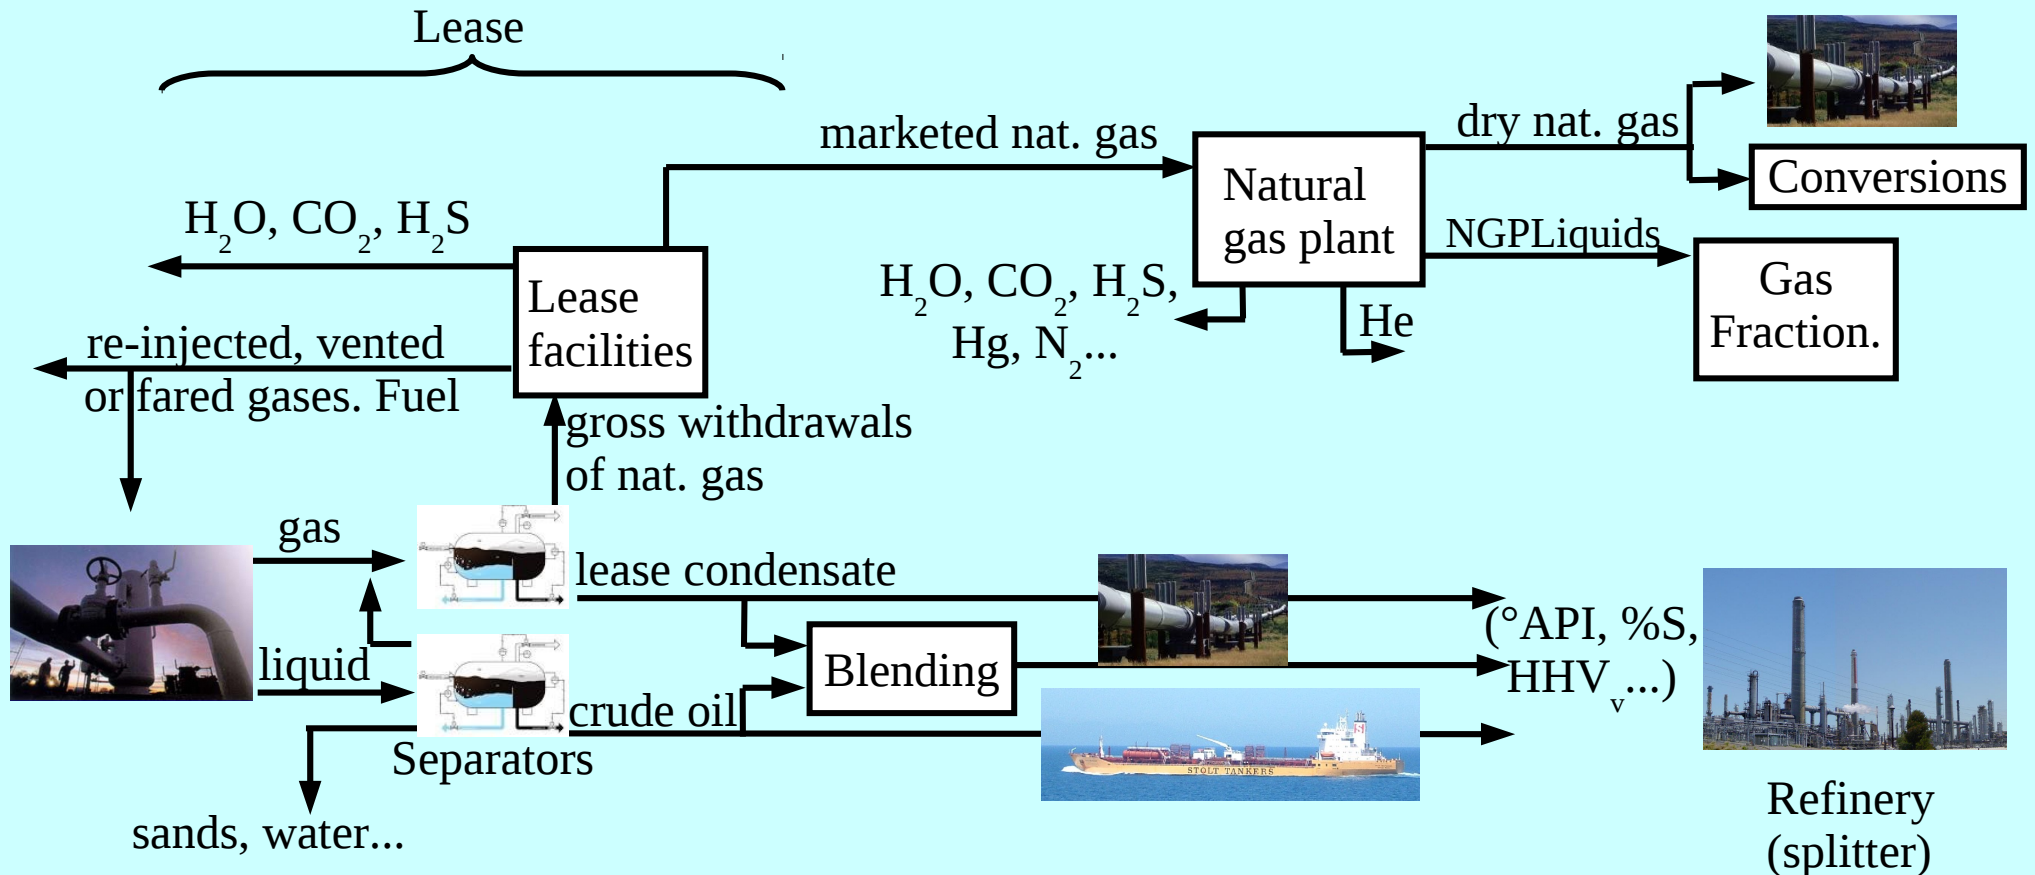 Lease
marketed nat. gas
dry nat. gas
Conversions
Natural
gas plant
H₂O, CO₂, H₂S
NGPLiquids
Gas
Fraction.
H₂O, CO₂, H₂S,
Hg, N₂...
He
Lease
facilities
re-injected, vented
or fared gases. Fuel
gross withdrawals
of nat. gas
gas
lease condensate
(°API, %S,
HHVᵥ...)
liquid
Blending
crude oil
Separators
STOLT TANKERS
sands, water...
Refinery
(splitter)